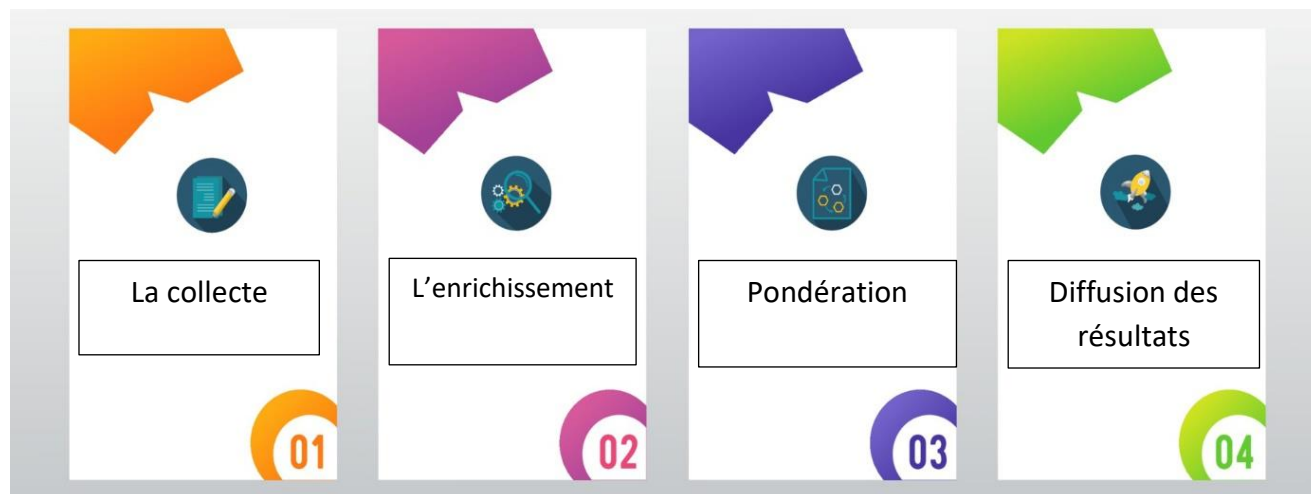 La collecte
L’enrichissement
Pondération
Diffusion des
résultats
01
02
03
04